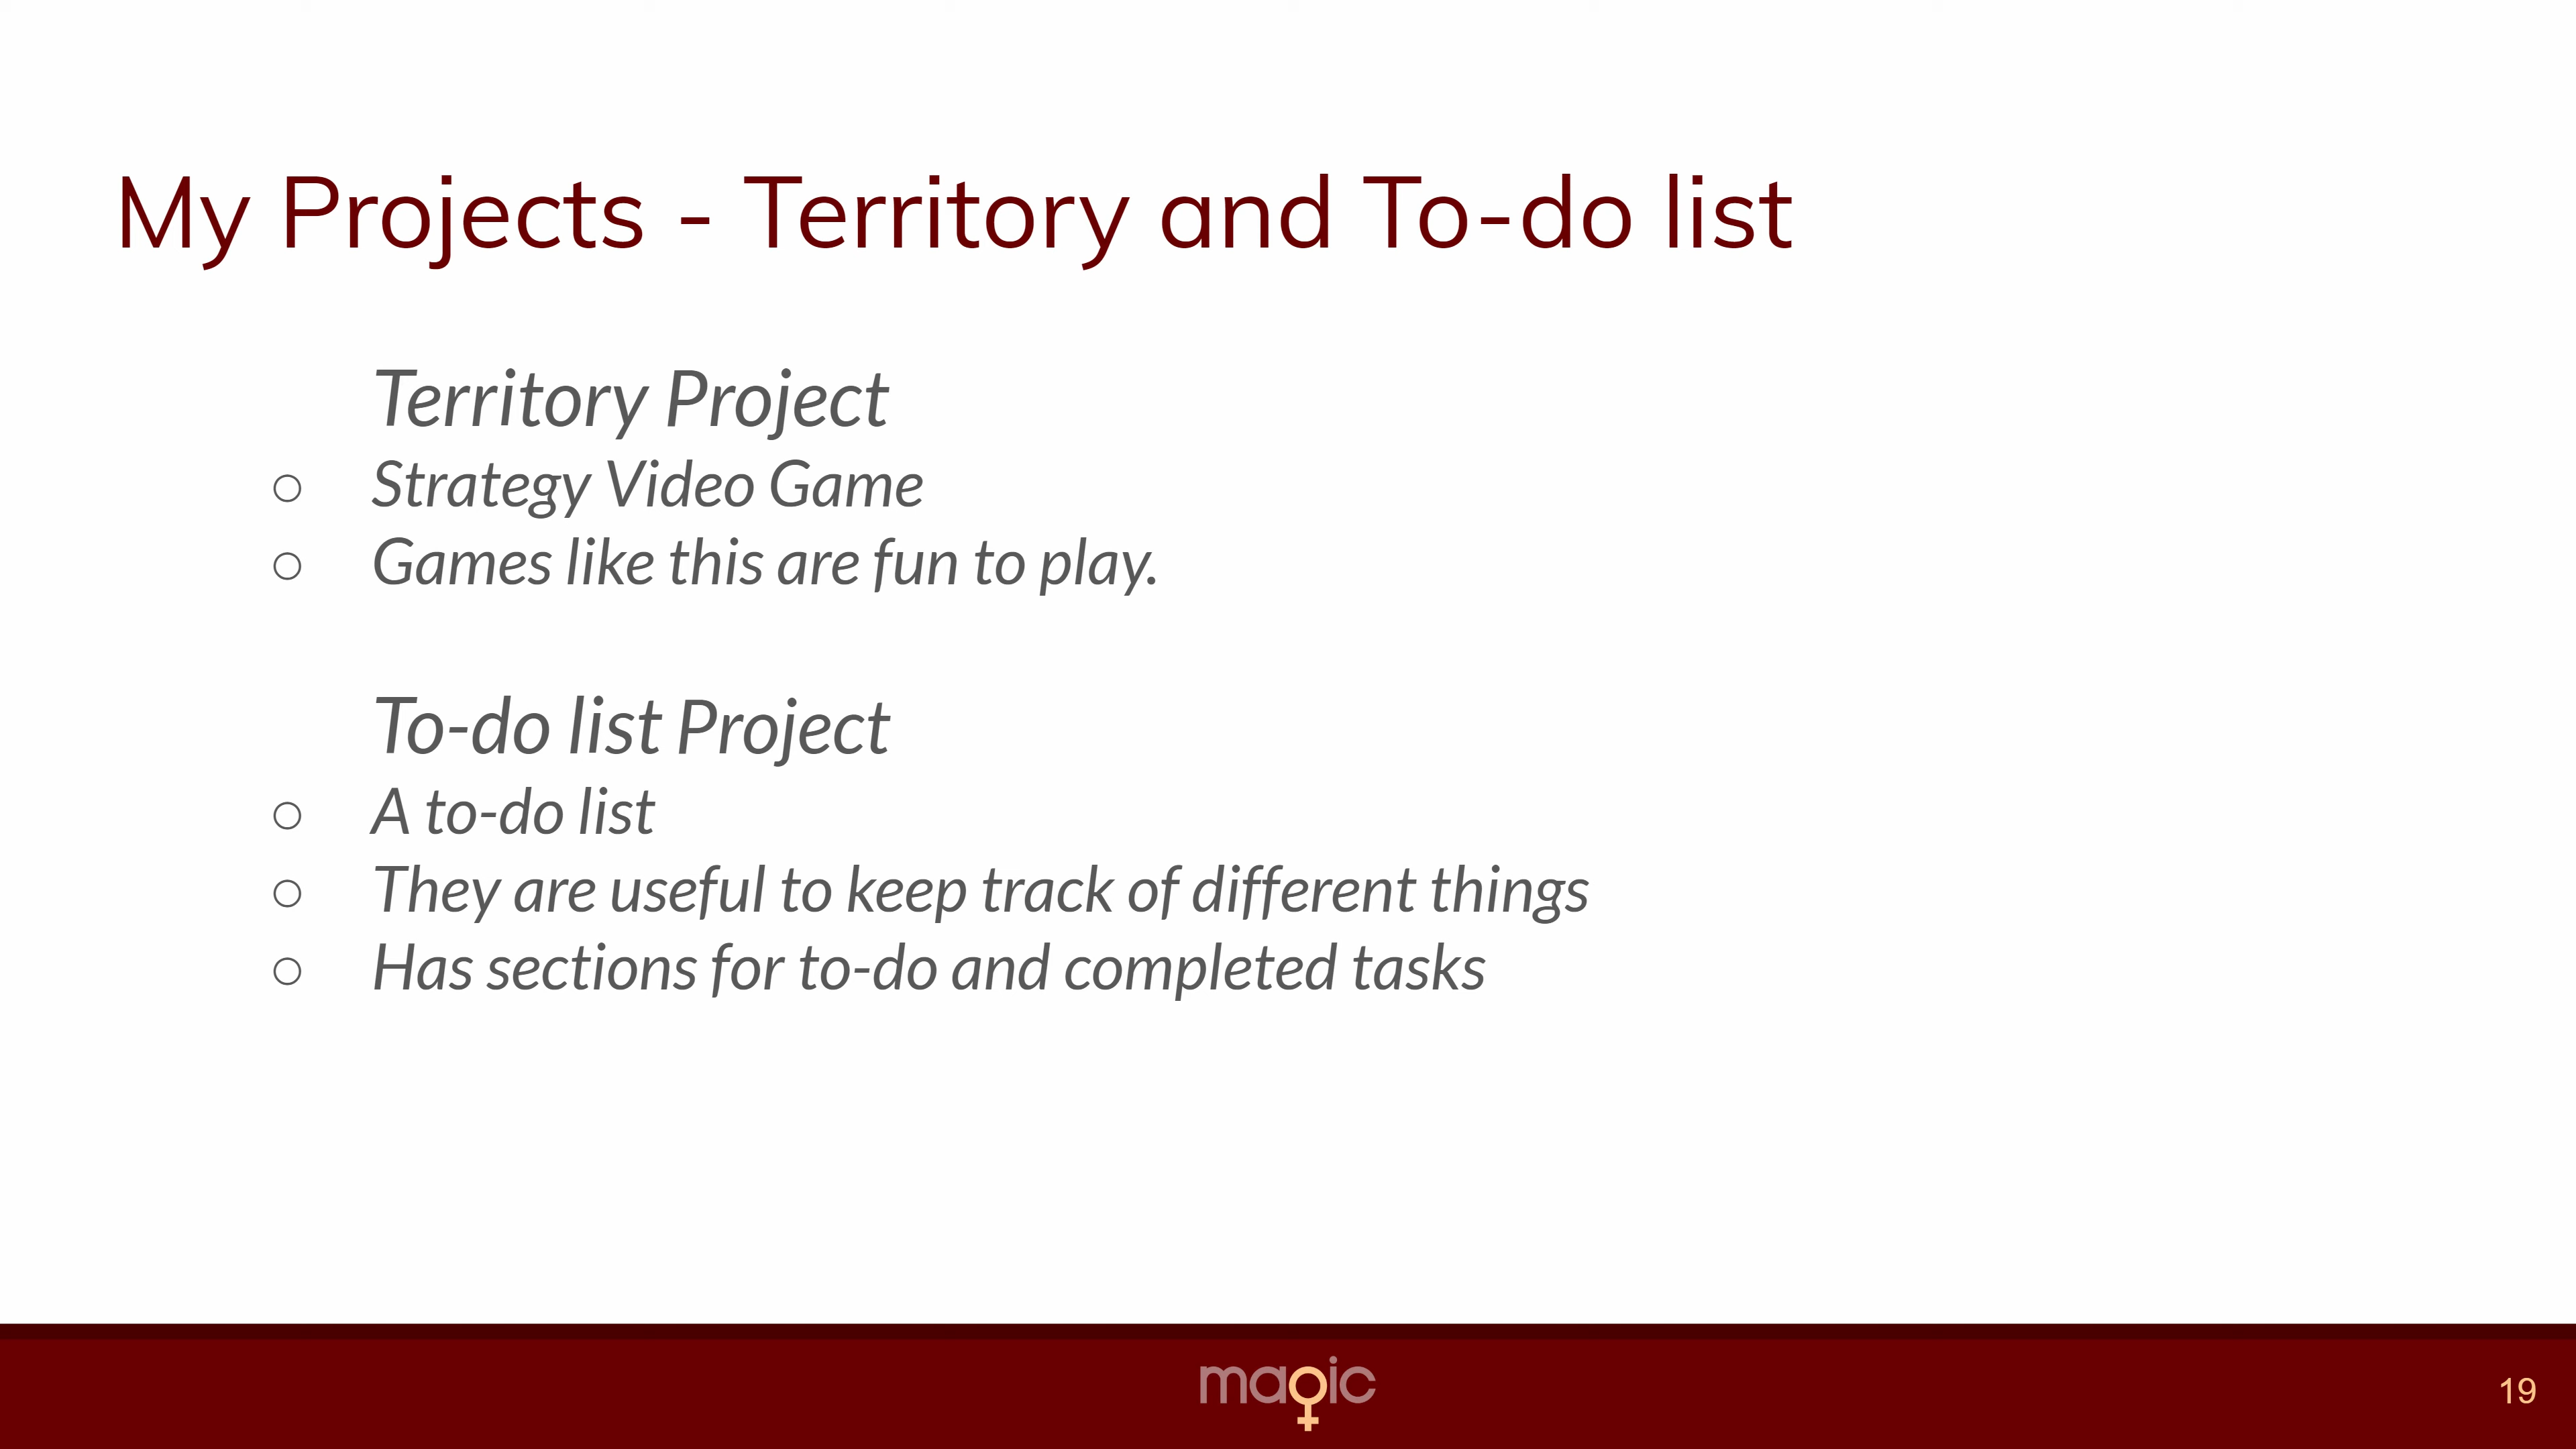 My Projects - Territory and To-do list
Territory Project
○ Strategy Video Game
○ Games like this are fun to play.
To-do list Project
○ A to-do list
○ They are useful to keep track of different things
○ Has sections for to-do and completed tasks
magic
19